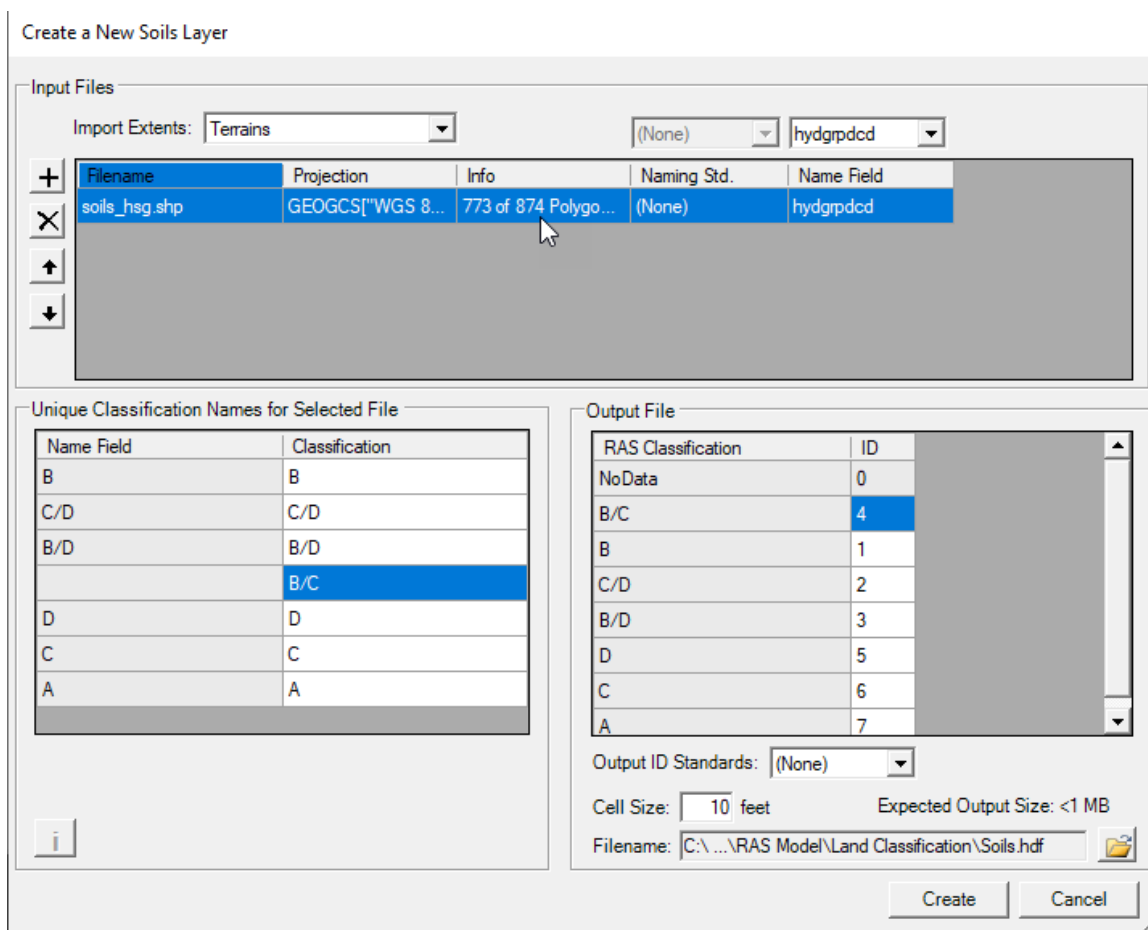 Create a New Soils Layer
Input Files
Import Extents: Terrains (None) hydgrpdcd
Filename Projection Info Naming Std. Name Field
soils_hsg.shp GEOGCS["WGS 8... 773 of 874 Polygo... (None) hydgrpdcd
Unique Classification Names for Selected File
Name Field Classification
B B
C/D C/D
B/D B/D
B/C
D D
C C
A A
i
Output File
RAS Classification ID
NoData 0
B/C 4
B 1
C/D 2
B/D 3
D 5
C 6
A 7
Output ID Standards: (None)
Cell Size: 10 feet Expected Output Size: <1 MB
Filename: C:\ ...\RAS Model\Land Classification\Soils.hdf
Create Cancel